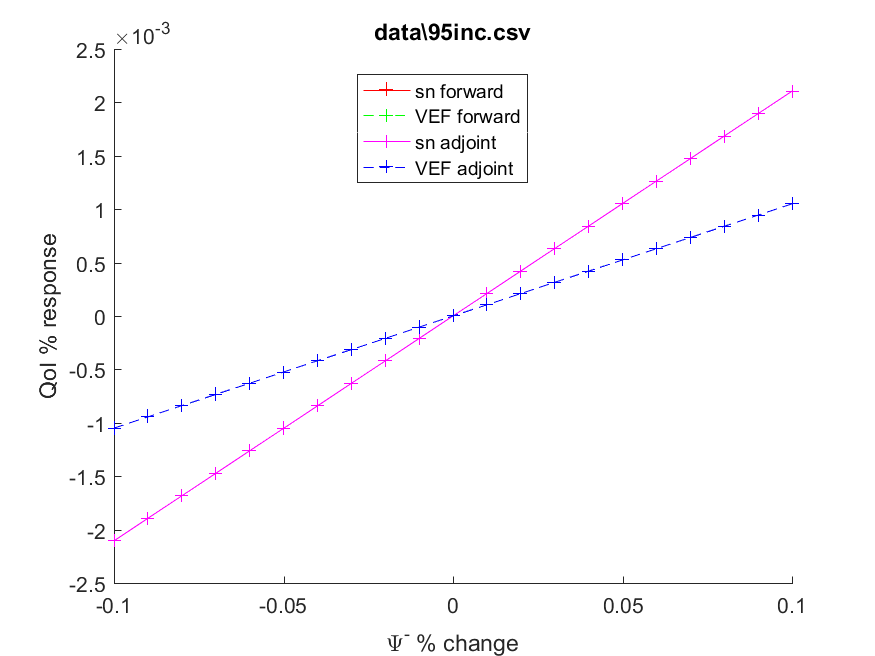 data\95inc.csv
×10-3
2.5
2
1.5
1
0.5
0
-0.5
-1
-1.5
-2
-2.5
QoI % response
sn forward
VEF forward
sn adjoint
VEF adjoint
-0.1
-0.05
0
0.05
0.1
Ψ- % change